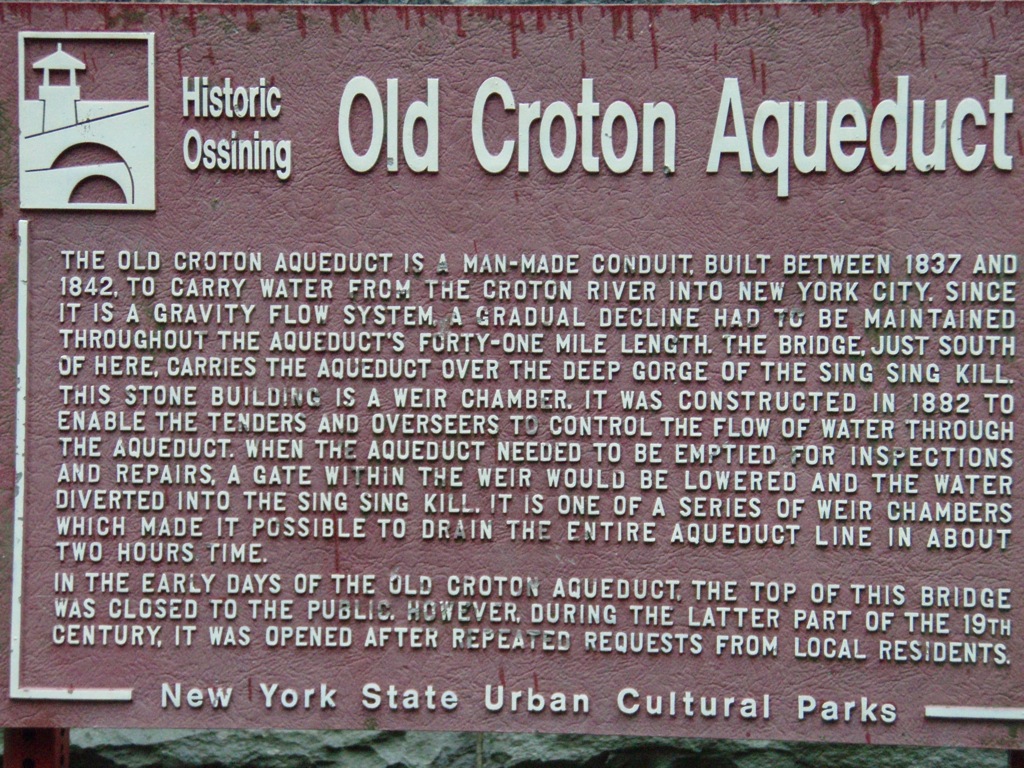 Historic
Ossining
Old Croton Aqueduct
THE OLD CROTON AQUEDUCT IS A MAN-MADE CONDUIT, BUILT BETWEEN 1837 AND
1842, TO CARRY WATER FROM THE CROTON RIVER INTO NEW YORK CITY. SINCE
IT IS A GRAVITY FLOW SYSTEM, A GRADUAL DECLINE HAD TO BE MAINTAINED
THROUGHOUT THE AQUEDUCT'S FORTY-ONE MILE LENGTH. THE BRIDGE, JUST SOUTH
OF HERE, CARRIES THE AQUEDUCT OVER THE DEEP GORGE OF THE SING SING KILL.
THIS STONE BUILDING IS A WEIR CHAMBER. IT WAS CONSTRUCTED IN 1882 TO
ENABLE THE TENDERS AND OVERSEERS TO CONTROL THE FLOW OF WATER THROUGH
THE AQUEDUCT. WHEN THE AQUEDUCT NEEDED TO BE EMPTIED FOR INSPECTIONS
AND REPAIRS, A GATE WITHIN THE WEIR WOULD BE LOWERED AND THE WATER
DIVERTED INTO THE SING SING KILL. IT IS ONE OF A SERIES OF WEIR CHAMBERS
WHICH MADE IT POSSIBLE TO DRAIN THE ENTIRE AQUEDUCT LINE IN ABOUT
TWO HOURS TIME.
IN THE EARLY DAYS OF THE OLD CROTON AQUEDUCT, THE TOP OF THIS BRIDGE
WAS CLOSED TO THE PUBLIC. HOWEVER, DURING THE LATTER PART OF THE 19TH
CENTURY, IT WAS OPENED AFTER REPEATED REQUESTS FROM LOCAL RESIDENTS.
New York State Urban Cultural Parks